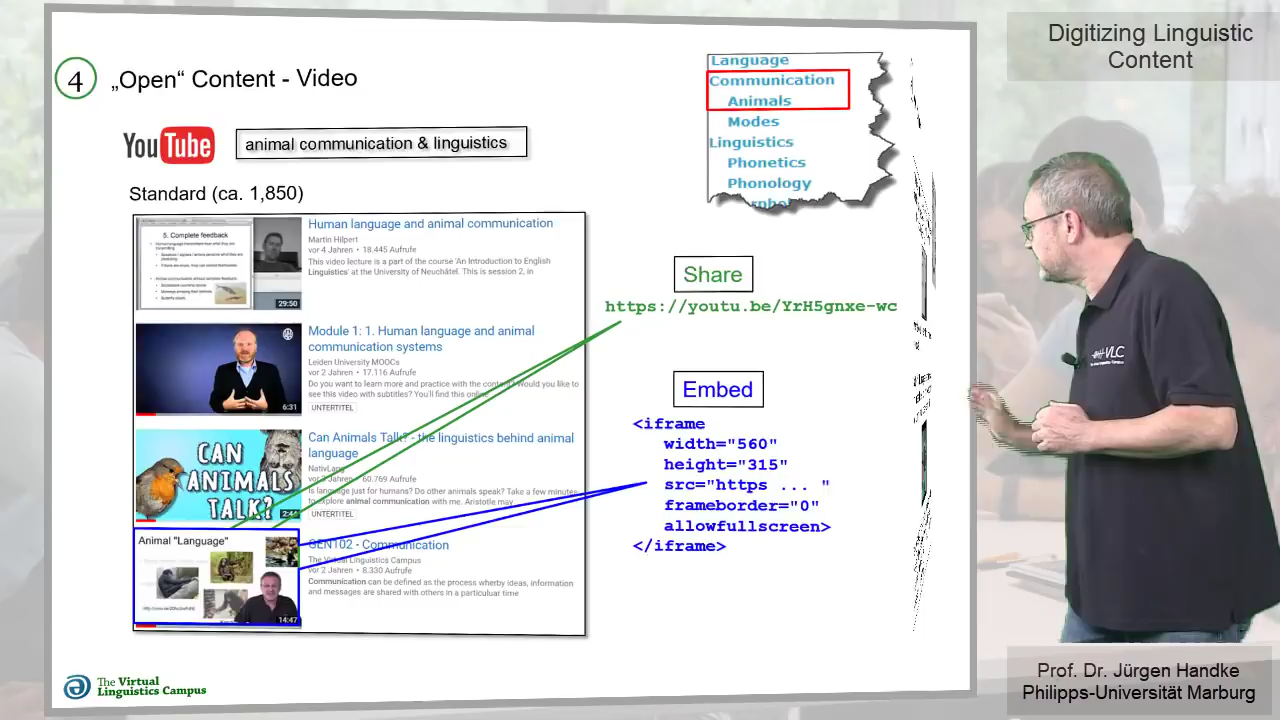 Digitizing Linguistic
Content
4
„Open“ Content - Video
YouTube
animal communication & linguistics
Language
Communication
Animals
Modes
Linguistics
Phonetics
Phonology
Standard (ca. 1,850)
5. Complete feedback
29:50
Human language and animal communication
Martin Hilpert
vor 4 Jahren • 18.445 Aufrufe
This video lecture is a part of the course 'An Introduction to English
Linguistics' at the University of Neuchâtel. This is session 2, in
6:31
Module 1: 1. Human language and animal
communication systems
Leiden University MOOCs
vor 2 Jahren • 17.116 Aufrufe
Do you want to learn more and practice with the content? Would you like to
see this video with subtitles? You'll find this online
UNTERTITEL
CAN
ANIMALS
TALK?
2:44
Can Animals Talk? - the linguistics behind animal
language
NativLang
60.769 Aufrufe
Is language just for humans? Do other animals speak? Take a few minutes
to explore animal communication with me. Aristotle may
UNTERTITEL
Animal "Language"
14:47
GENT02 - Communication
The Virtual Linguistics Campus
vor 2 Jahren • 8.330 Aufrufe
Communication can be defined as the process wherby ideas, information
and messages are shared with others in a particuluar time
Share
https://youtu.be/YrH5gnxe-wc
Embed
<iframe
width="560"
height="315"
src="https ... "
frameborder="0"
allowfullscreen>
</iframe>
VLC
The Virtual
Linguistics Campus
Prof. Dr. Jürgen Handke
Philipps-Universität Marburg